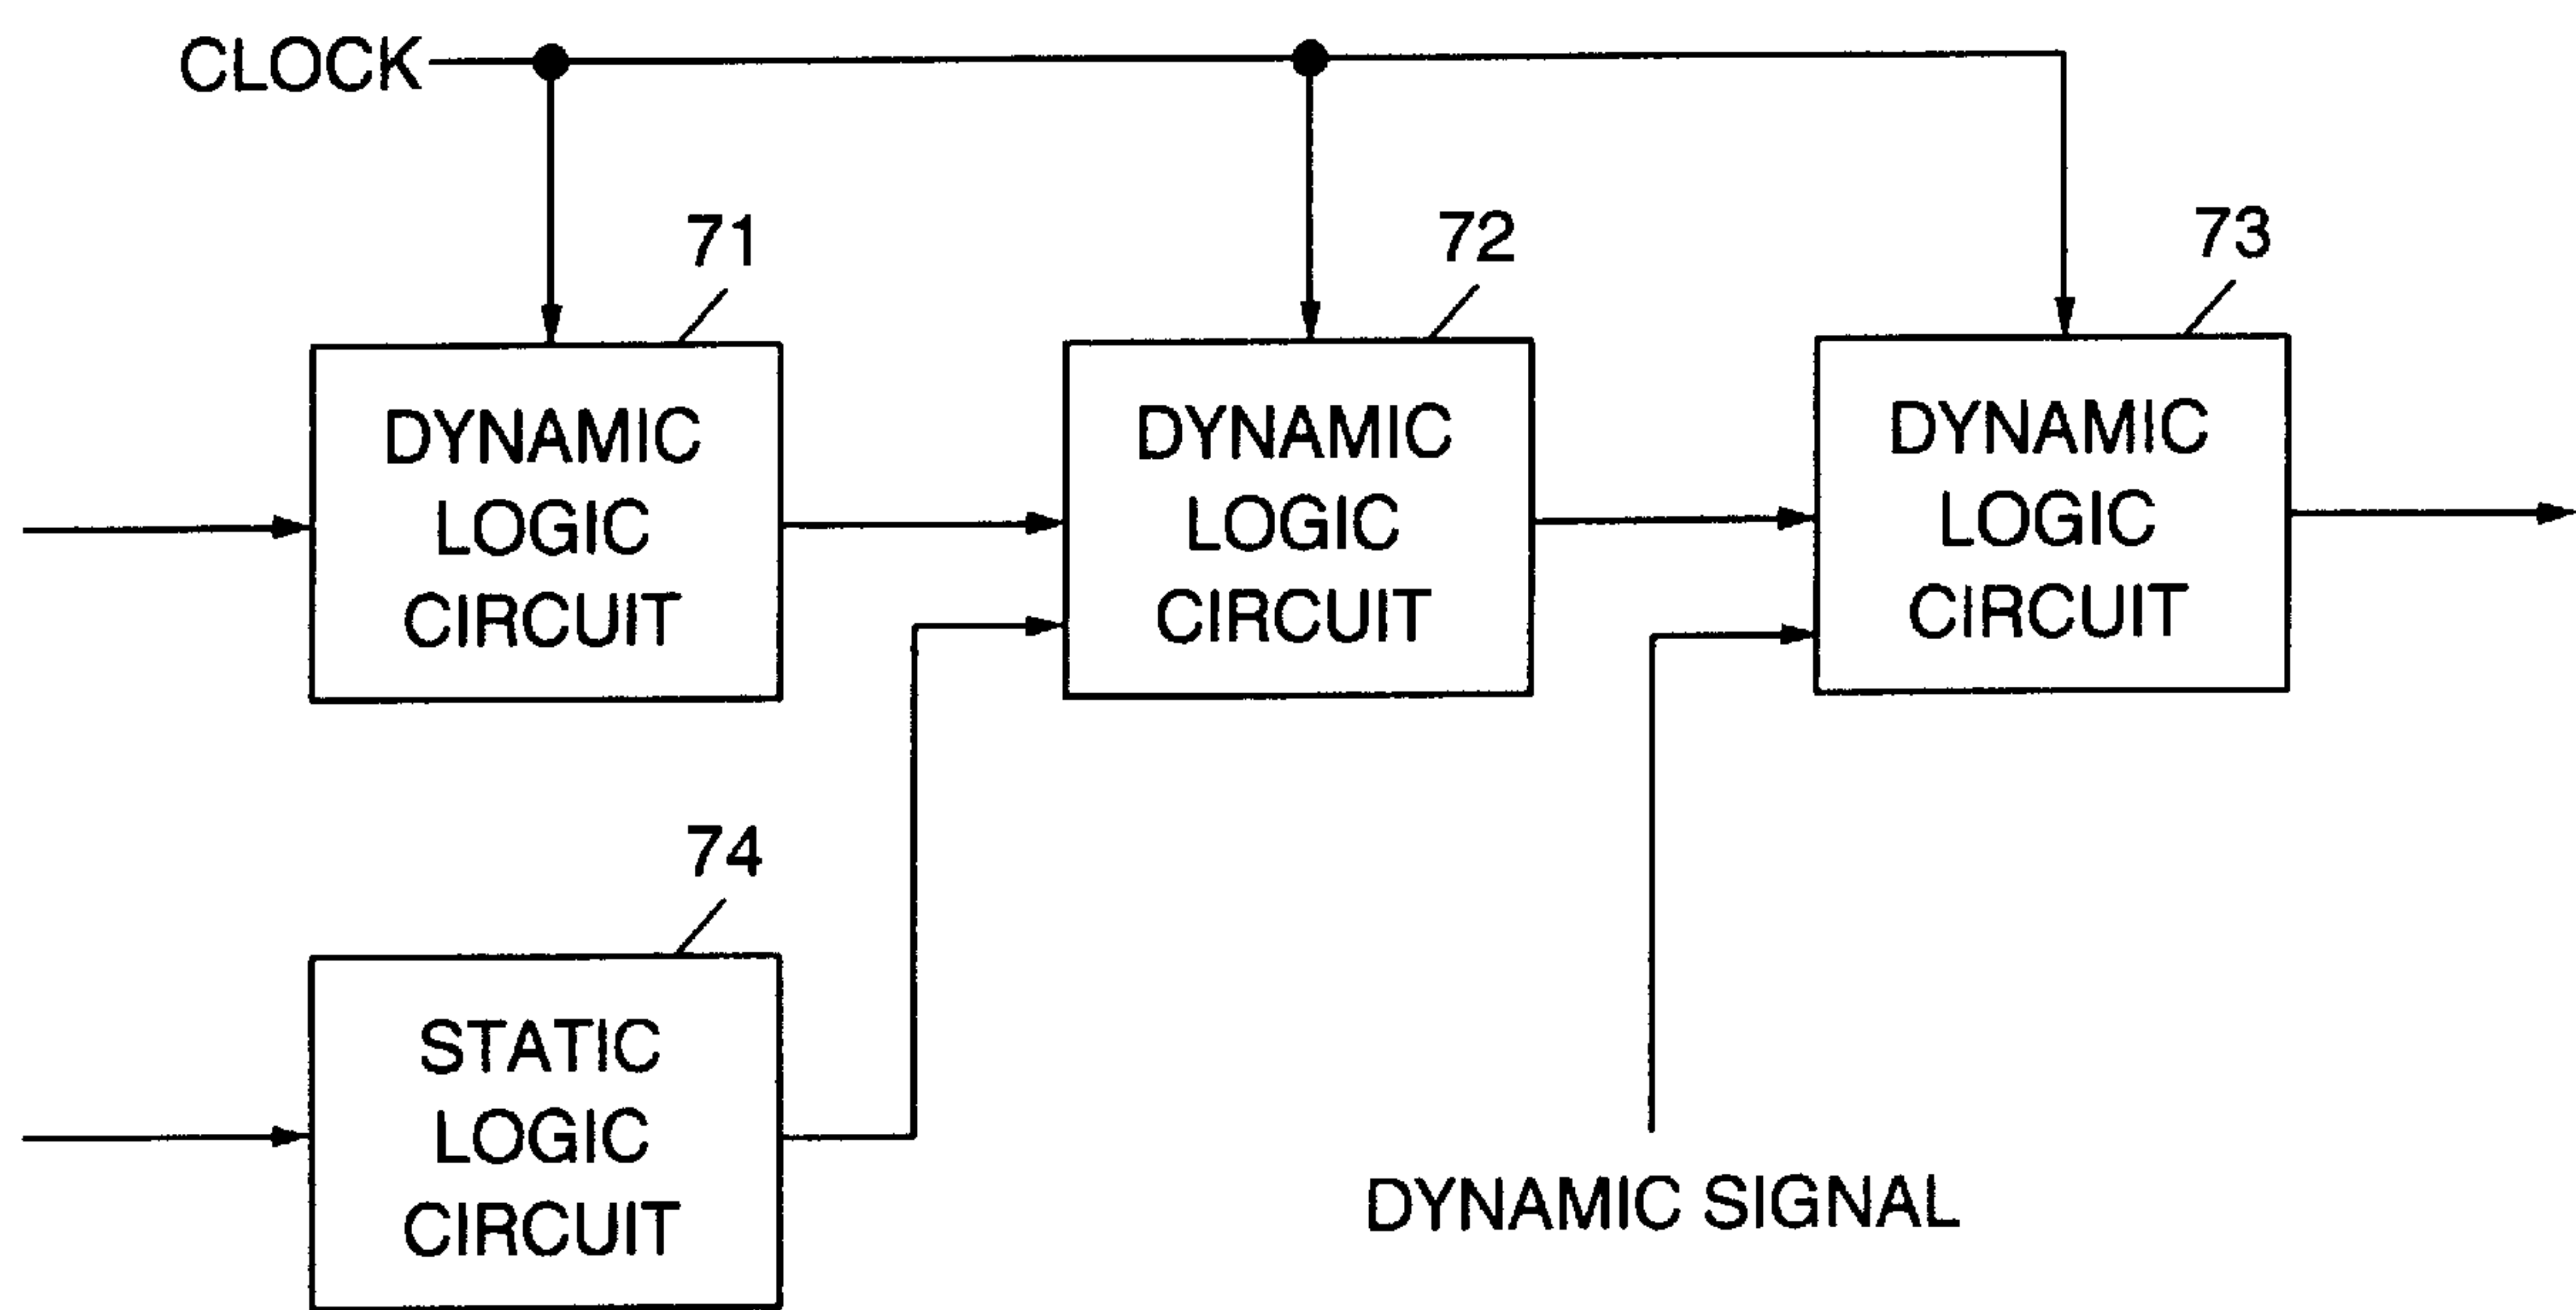 CLOCK
71
72
73
DYNAMIC
LOGIC
CIRCUIT
DYNAMIC
LOGIC
CIRCUIT
DYNAMIC
LOGIC
CIRCUIT
74
STATIC
LOGIC
CIRCUIT
DYNAMIC SIGNAL